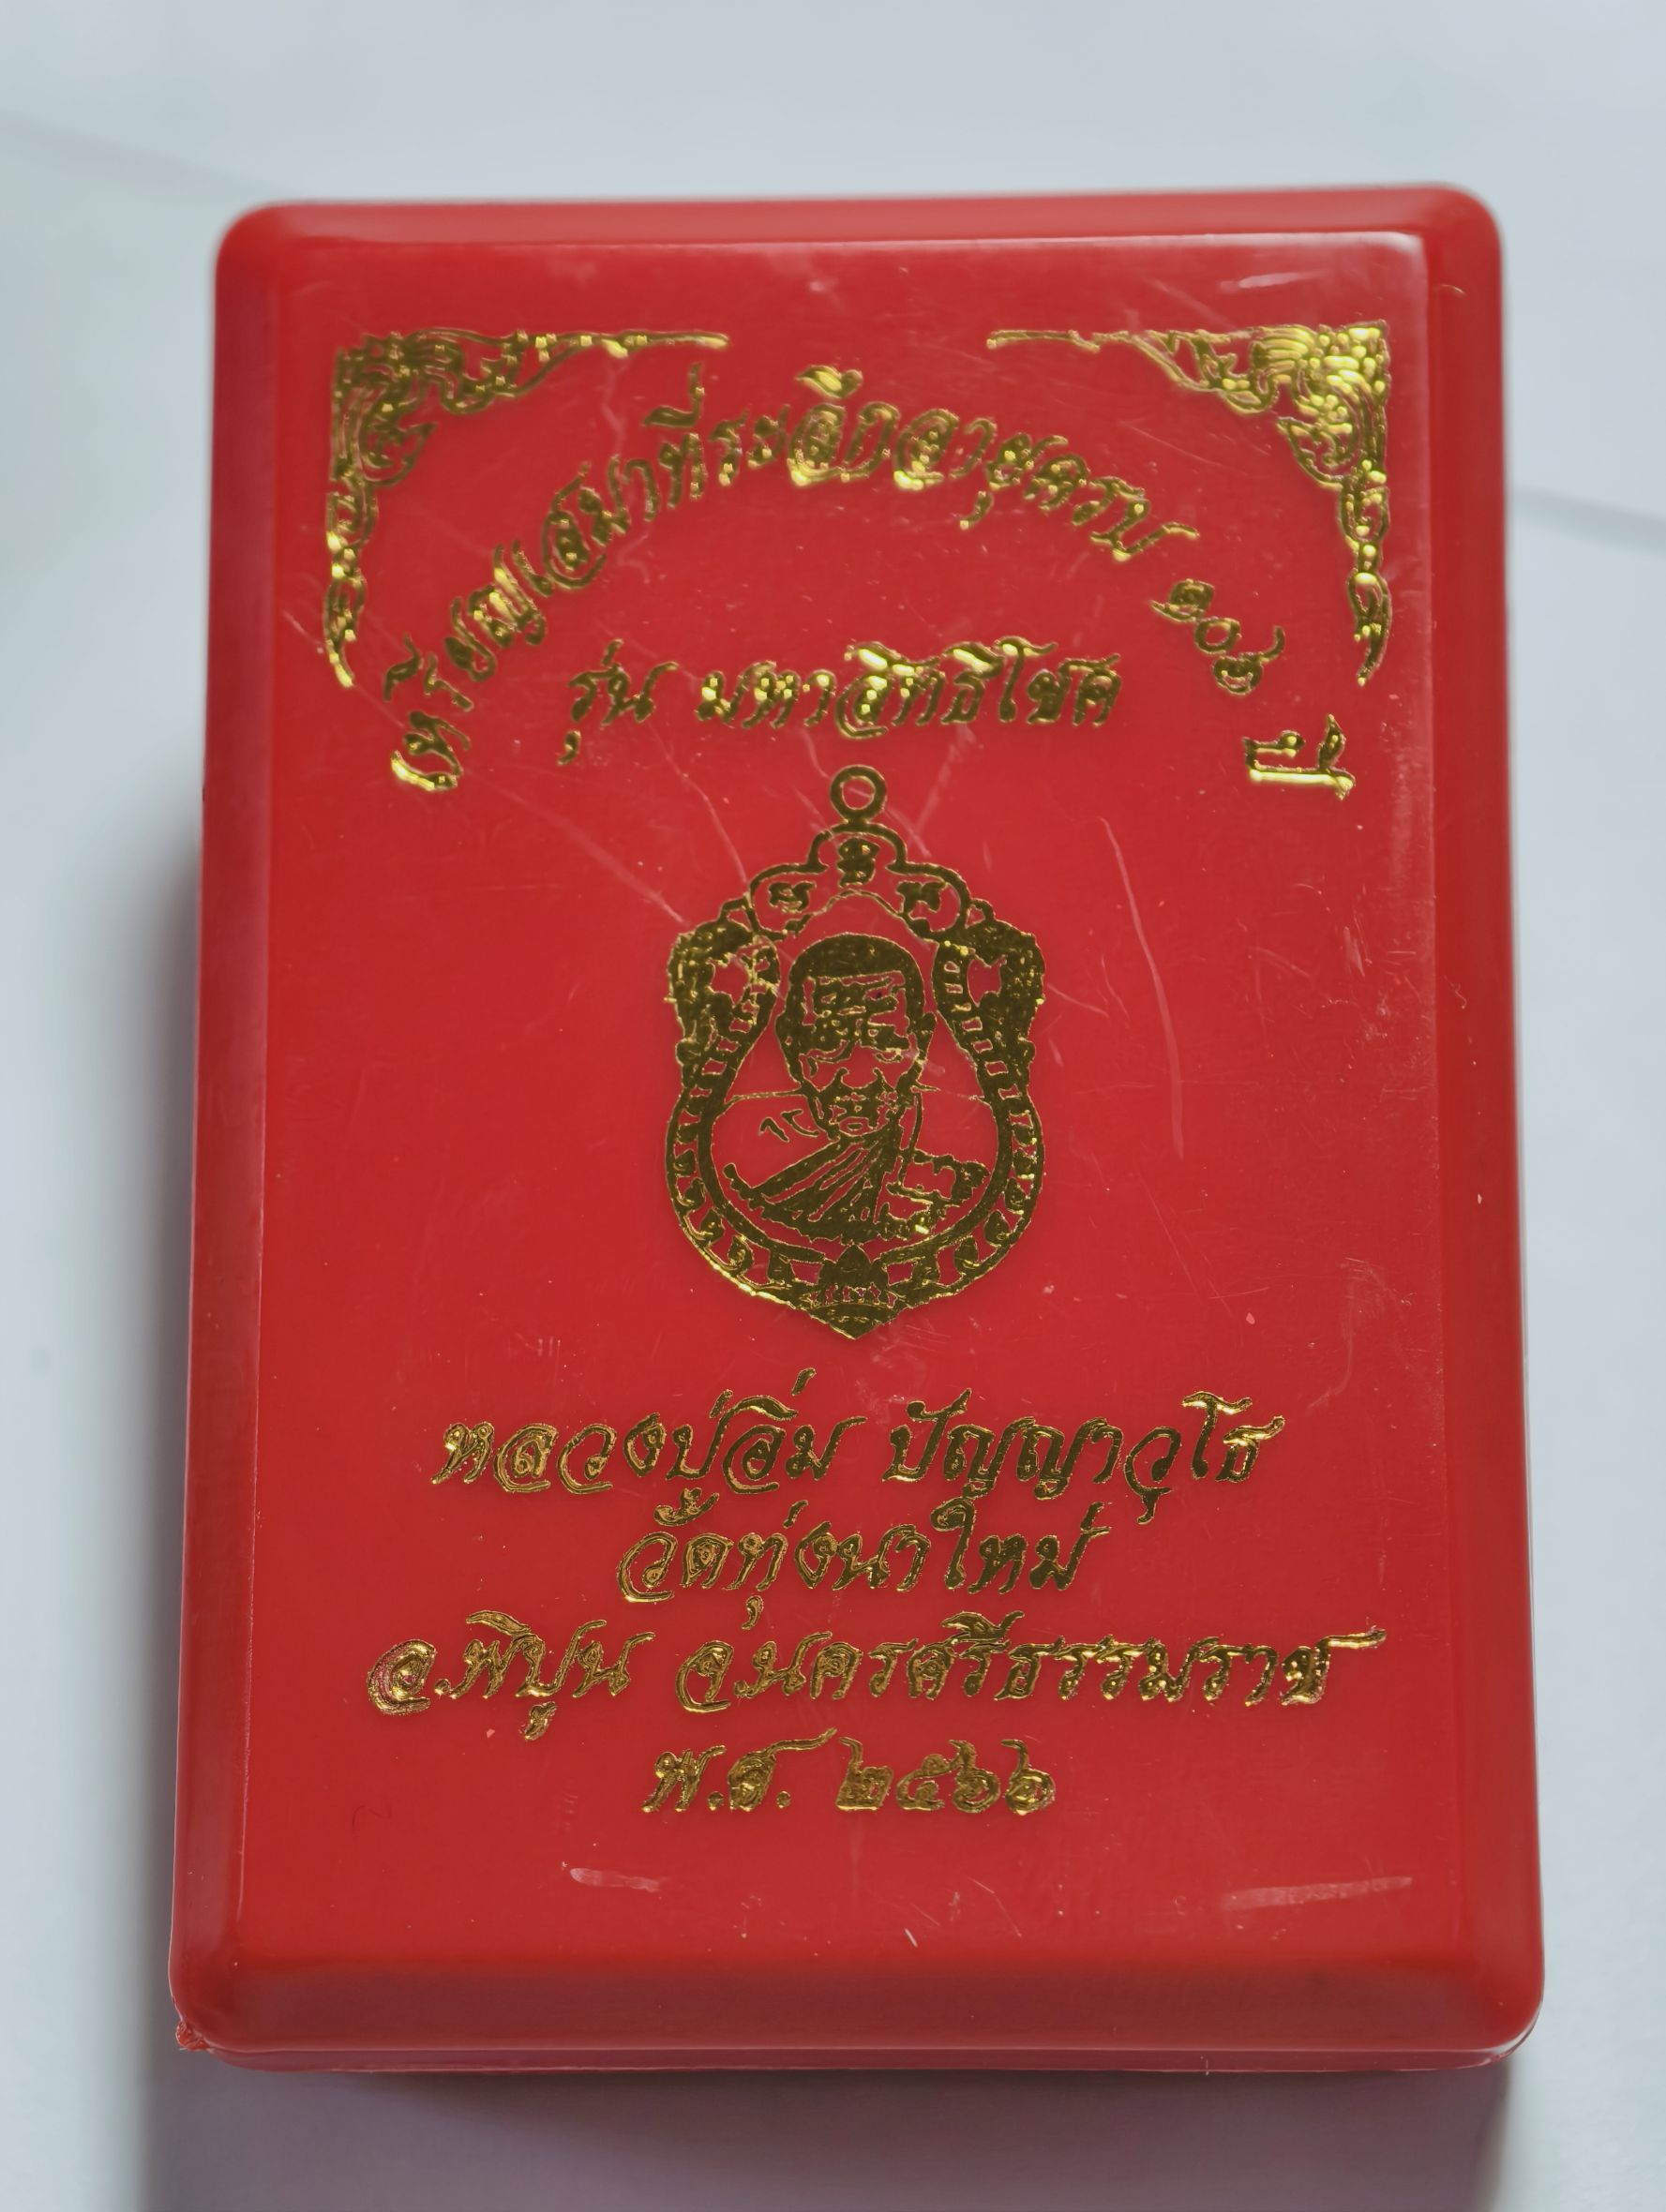 เหรียญเสมาที่ระลึกอายุครบ ๑๐๒ ปี
รุ่น มหาสิทธิโชค
หลวงปู่อิ่ม ปัญญาวุโธ
วัดทุ่งนาใหม่
อ.พิปูน จ.นครศรีธรรมราช
พ.ศ. ๒๕๖๖